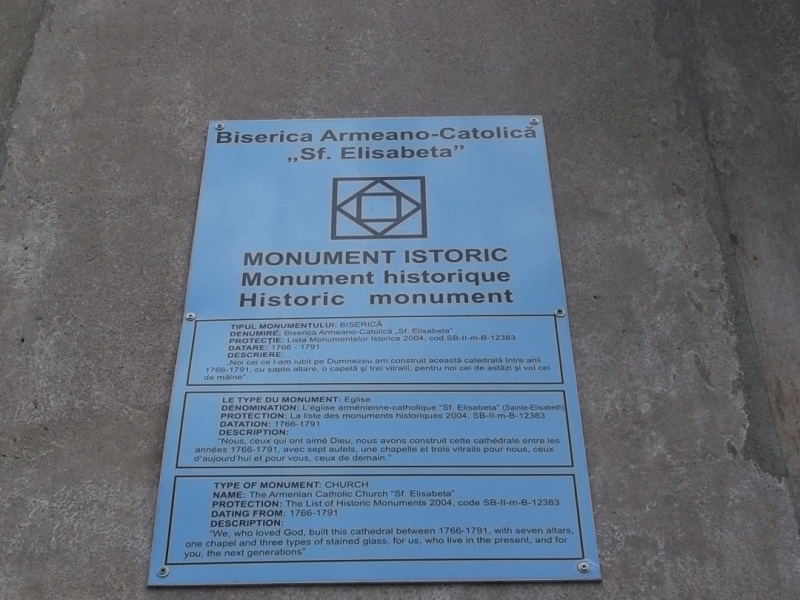 Biserica Armeano-Catolică
„Sf. Elisabeta”
MONUMENT ISTORIC
Monument historique
Historic monument
TIPUL MONUMENTULUI: BISERICĂ
DENUMIRE: Biserica Armeano-Catolică „Sf. Elisabeta”
PROTECŢIE: Lista Monumentelor Istorice 2004, cod SB-II-m-B-12383
DATARE: 1766 - 1791
DESCRIERE:
„Noi cei ce l-am iubit pe Dumnezeu am construit această catedrală între anii
1766-1791, cu şapte altare, o capelă şi trei vitralii, pentru noi cei de astăzi şi voi cei
de mâine”
LE TYPE DU MONUMENT: Eglise
DÉNOMINATION: L'église arménienne-catholique "Sf. Elisabeta" (Sainte-Elisabeth)
PROTECTION: La liste des monuments historiques 2004, SB-II-m-B-12383
DATATION: 1766-1791
DESCRIPTION:
"Nous, ceux qui ont aimé Dieu, nous avons construit cette cathédrale entre les
années 1766-1791, avec sept autels, une chapelle et trois vitrails pour nous, ceux
d'aujourd'hui et pour vous, ceux de demain."
TYPE OF MONUMENT: CHURCH
NAME: The Armenian Catholic Church "Sf. Elisabeta"
PROTECTION: The List of Historic Monuments 2004, code SB-II-m-B-12383
DATING FROM: 1766-1791
DESCRIPTION:
"We, who loved God, built this cathedral between 1766-1791, with seven altars,
one chapel and three types of stained glass, for us, who live in the present, and for
you, the next generations"